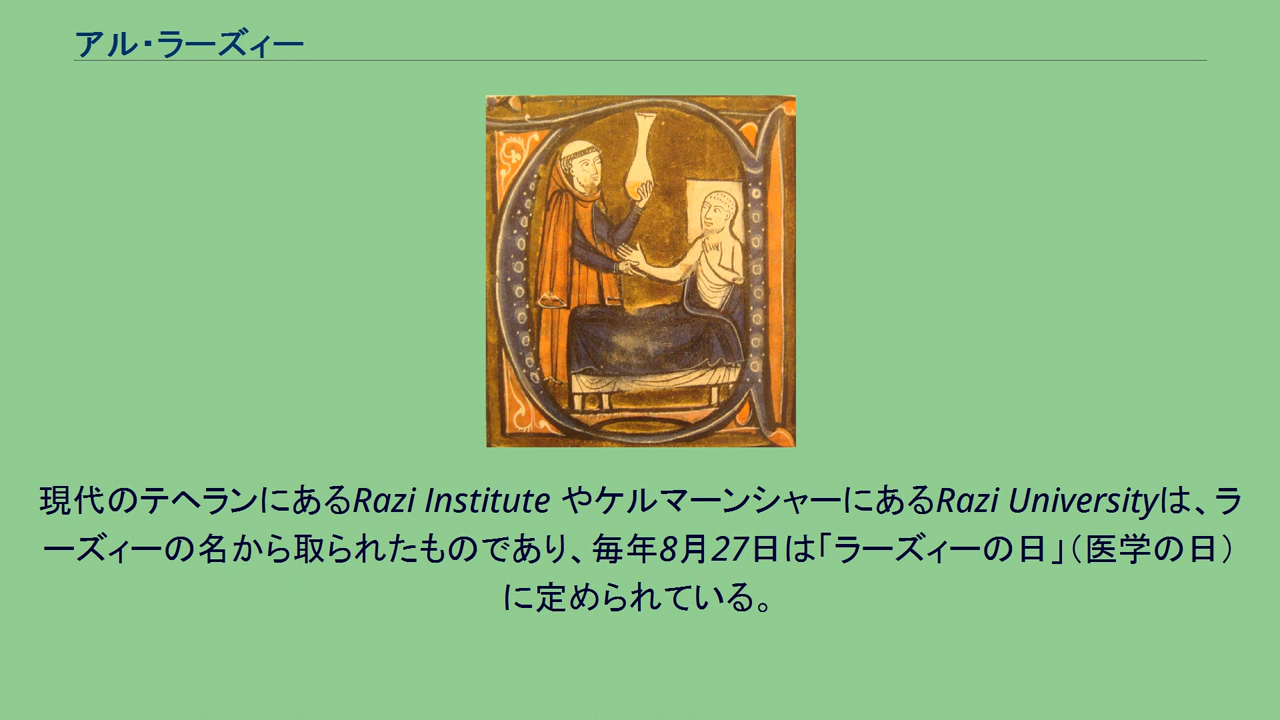 アル・ラーズィー
現代のテヘランにあるRazi Institute やケルマーンシャーにあるRazi Universityは、ラ
ーズィーの名から取られたものであり、毎年8月27日は「ラーズィーの日」（医学の日）
に定められている。